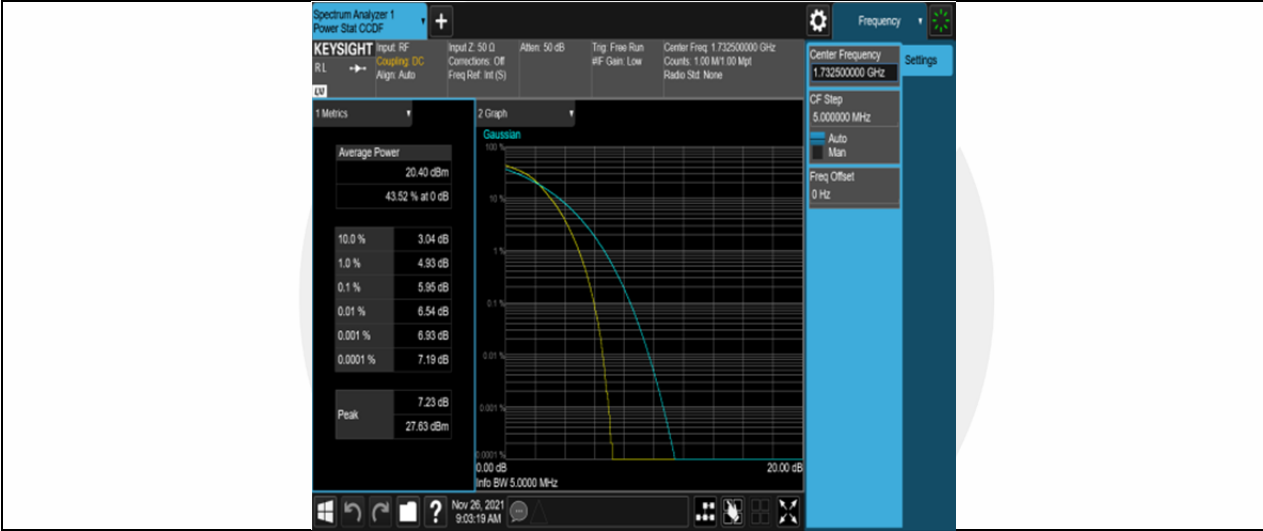 Spectrum Analyzer 1
Power Stat CCDF
+
Frequency
KEYSIGHT
RL
LV
Input: RF
Coupling: DC
Align: Auto
Input Z: 50 Ω
Corrections: Off
Freq Ref: Int (S)
Atten: 50 dB
Trig: Free Run
#IF Gain: Low
Center Freq: 1.732500000 GHz
Counts: 1.00 M/1.00 Mpt
Radio Std: None
Center Frequency
1.732500000 GHz
Settings
CF Step
5.000000 MHz
Auto
Man
Freq Offset
0 Hz
1 Metrics
Average Power
20.40 dBm
43.52 % at 0 dB
10.0 % 3.04 dB
1.0 % 4.93 dB
0.1 % 5.95 dB
0.01 % 6.54 dB
0.001 % 6.93 dB
0.0001 % 7.19 dB
Peak
7.23 dB
27.63 dBm
2 Graph
Gaussian
100 %
10 %
1 %
0.1 %
0.01 %
0.001 %
0.0001 %
0.00 dB 20.00 dB
Info BW 5.0000 MHz
?
Nov 26, 2021
9:03:19 AM